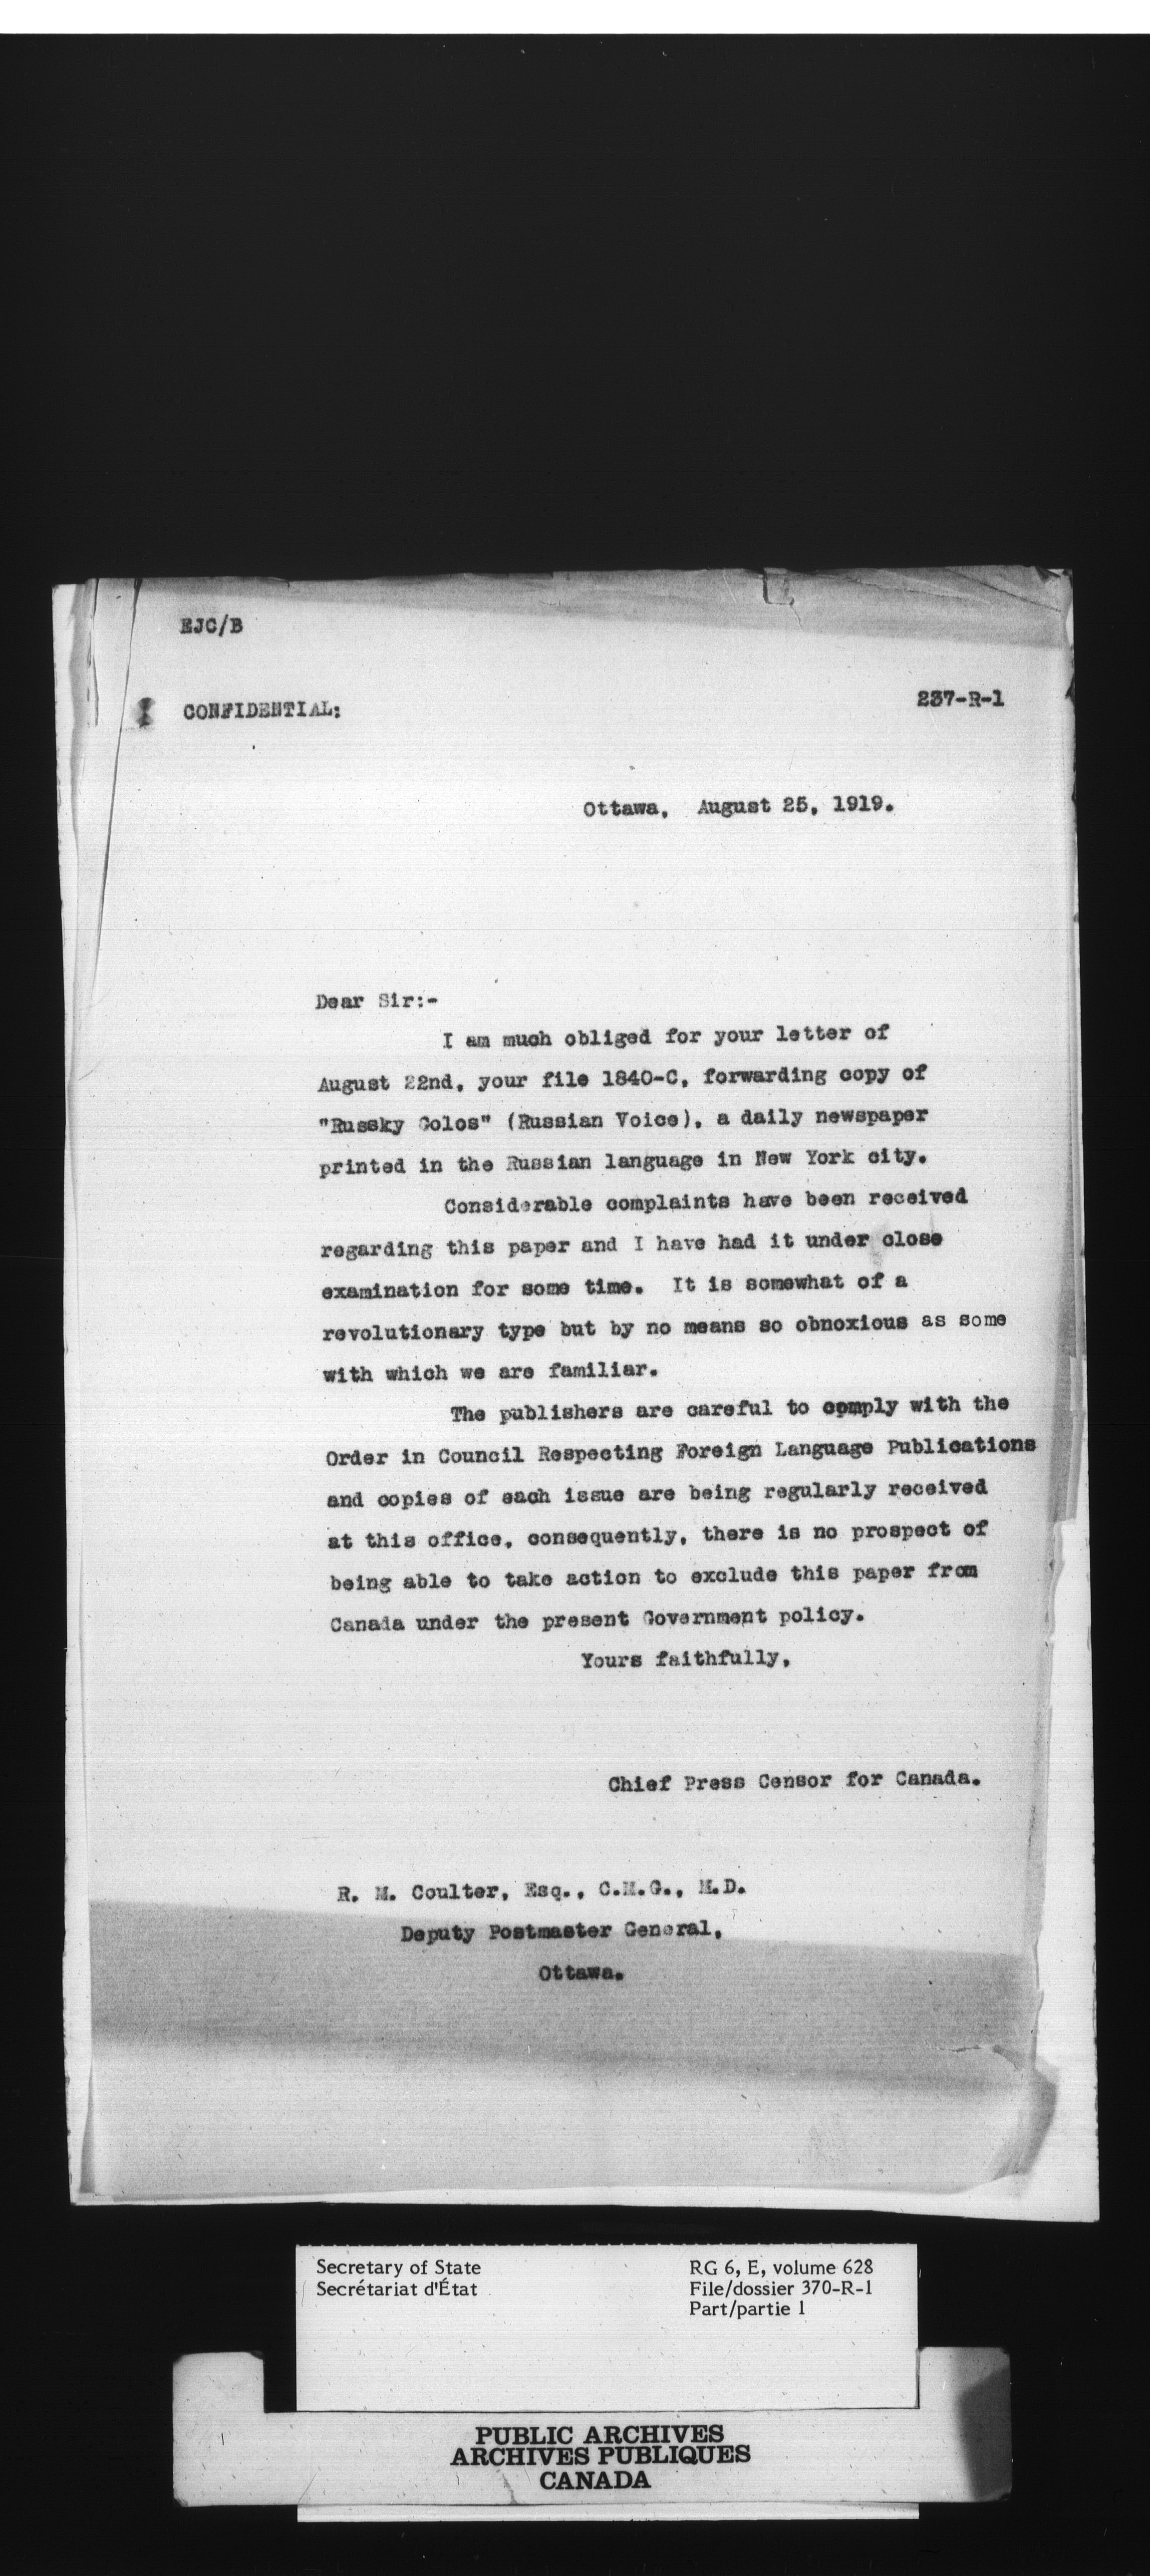 EJC/B
CONFIDENTIAL:
237-R-1
Ottawa, August 25, 1919.
Dear Sir:-
I am much obliged for your letter of
August 22nd, your file 1840-C, forwarding copy of
"Russky Golos" (Russian Voice), a daily newspaper
printed in the Russian language in New York city.
Considerable complaints have been received
regarding this paper and I have had it under close
examination for some time. It is somewhat of a
revolutionary type but by no means so obnoxious as some
with which we are familiar.
The publishers are careful to comply with the
Order in Council Respecting Foreign Language Publications
and copies of each issue are being regularly received
at this office, consequently, there is no prospect of
being able to take action to exclude this paper from
Canada under the present Government policy.
Yours faithfully,
Chief Press Censor for Canada.
R. M. Coulter, Esq., C.M.G., M.D.
Deputy Postmaster General,
Ottawa.
Secretary of State
Secrétariat d'État
RG 6, E, volume 628
File/dossier 370-R-1
Part/partie 1
PUBLIC ARCHIVES
ARCHIVES PUBLIQUES
CANADA